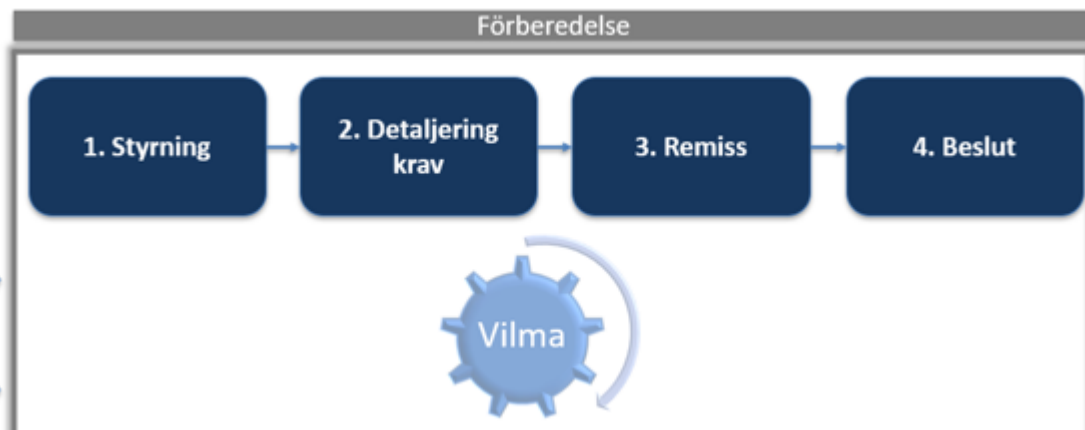 Förberedelse
1. Styrning
2. Detaljering
krav
3. Remiss
4. Beslut
Vilma